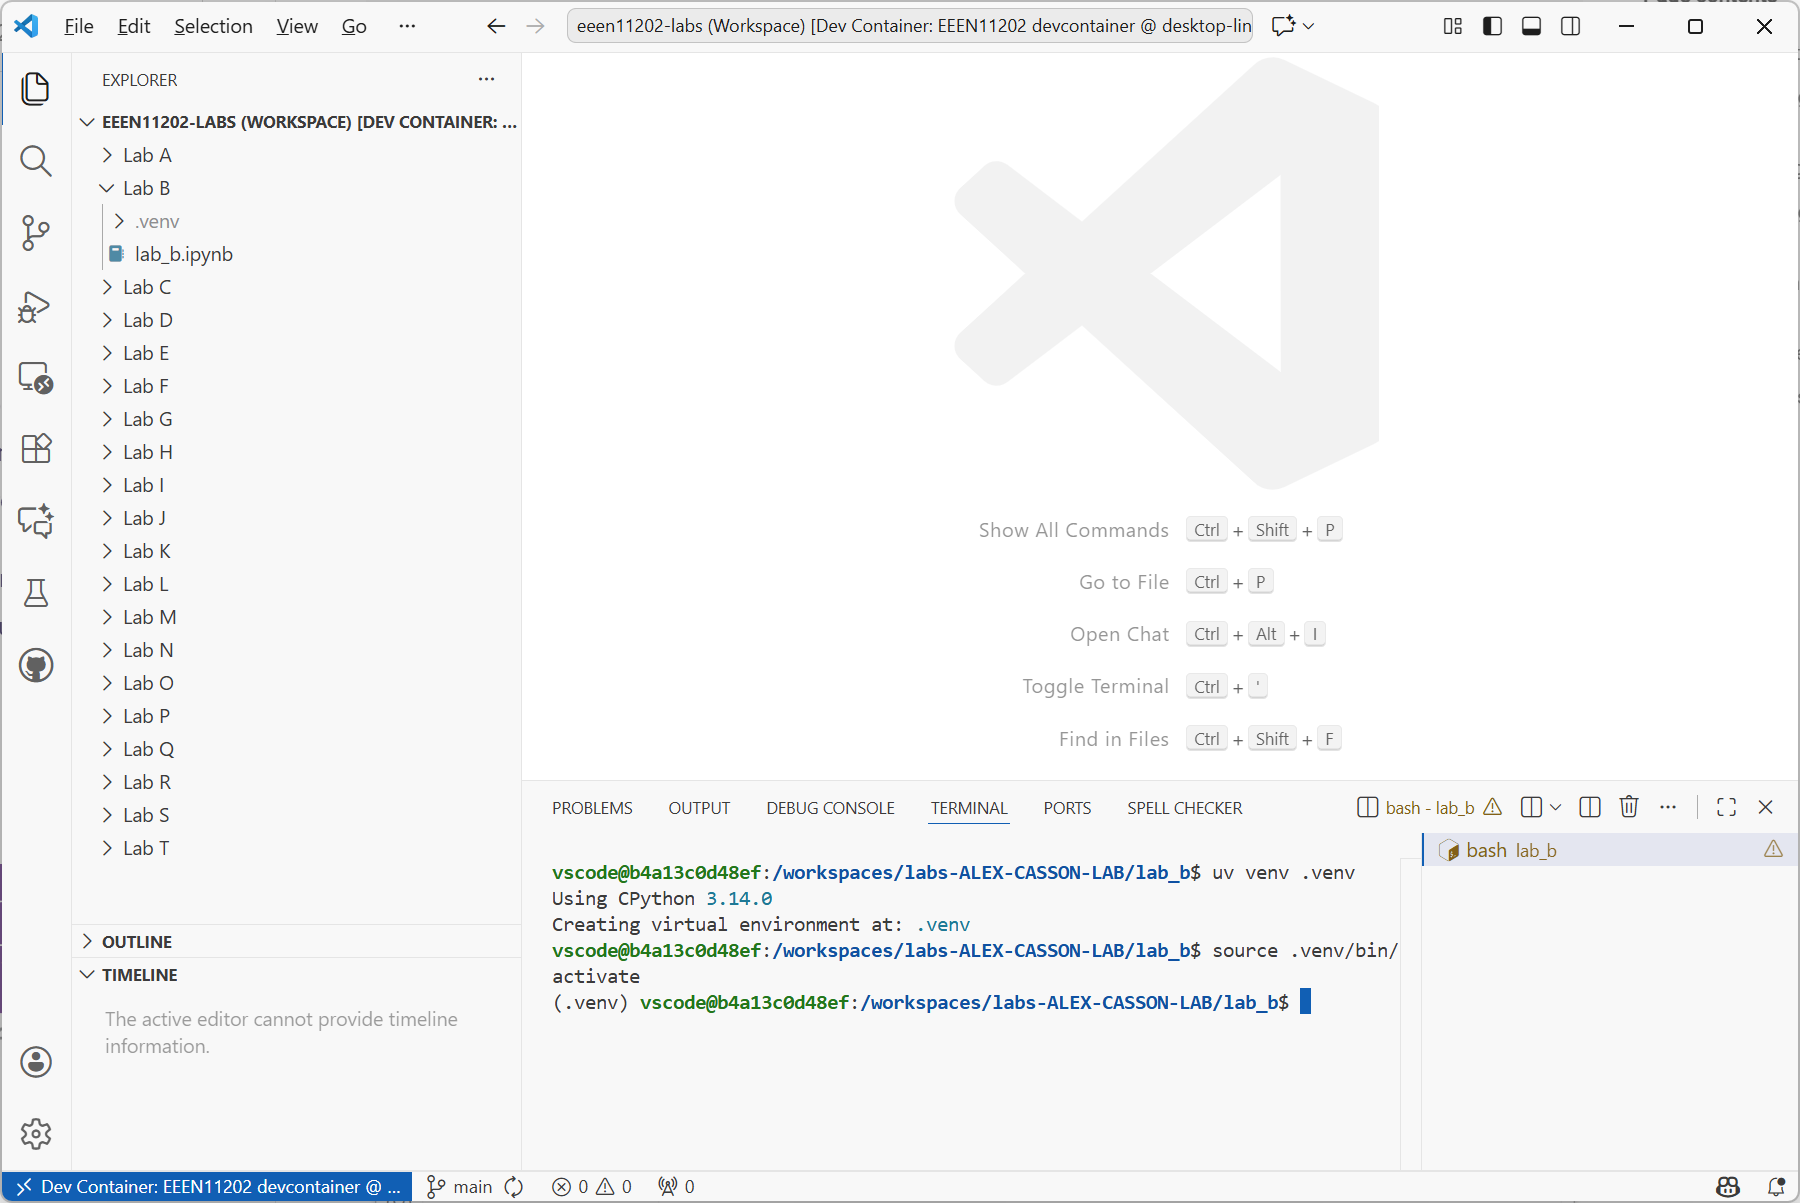 File Edit Selection View Go ···
eeen11202-labs (Workspace) [Dev Container: EEEN11202 devcontainer @ desktop-lin
EXPLORER
EEEN11202-LABS (WORKSPACE) [DEV CONTAINER: ...
Lab A
Lab B
.venv
lab_b.ipynb
Lab C
Lab D
Lab E
Lab F
Lab G
Lab H
Lab I
Lab J
Lab K
Lab L
Lab M
Lab N
Lab O
Lab P
Lab Q
Lab R
Lab S
Lab T
OUTLINE
TIMELINE
The active editor cannot provide timeline
information.
Show All Commands Ctrl + Shift + P
Go to File Ctrl + P
Open Chat Ctrl + Alt + I
Toggle Terminal Ctrl + '
Find in Files Ctrl + Shift + F
PROBLEMS OUTPUT DEBUG CONSOLE TERMINAL PORTS SPELL CHECKER
bash - lab_b
bash lab_b
vscode@b4a13c0d48ef:/workspaces/labs-ALEX-CASSON-LAB/lab_b$ uv venv .venv
Using CPython 3.14.0
Creating virtual environment at: .venv
vscode@b4a13c0d48ef:/workspaces/labs-ALEX-CASSON-LAB/lab_b$ source .venv/bin/
activate
(.venv) vscode@b4a13c0d48ef:/workspaces/labs-ALEX-CASSON-LAB/lab_b$
Dev Container: EEEN11202 devcontainer @ ... main 0 0 0